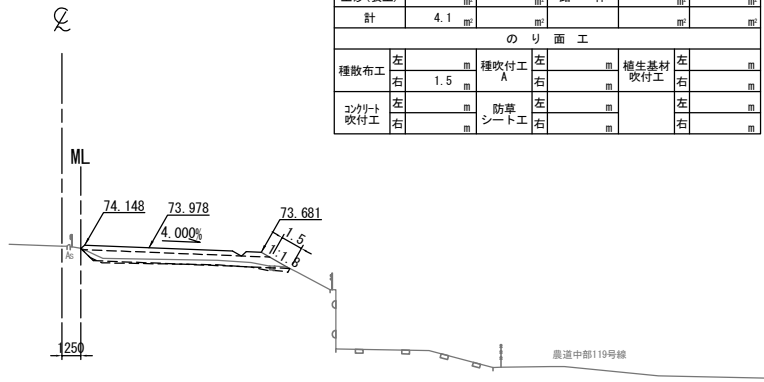 計 4.1 m² m² m² m²
の り 面 工
種散布工 左 m 種吹付工A 左 m 植生基材吹付工 左 m
右 1.5 m 右 m 右 m
コンクリート吹付工 左 m 防草シートエ 左 m 左 m
右 m 右 m 右 m
ML
74.148
73.978
73.681
4.000%
1.5
1:1.8
As
1250
農道中部119号線